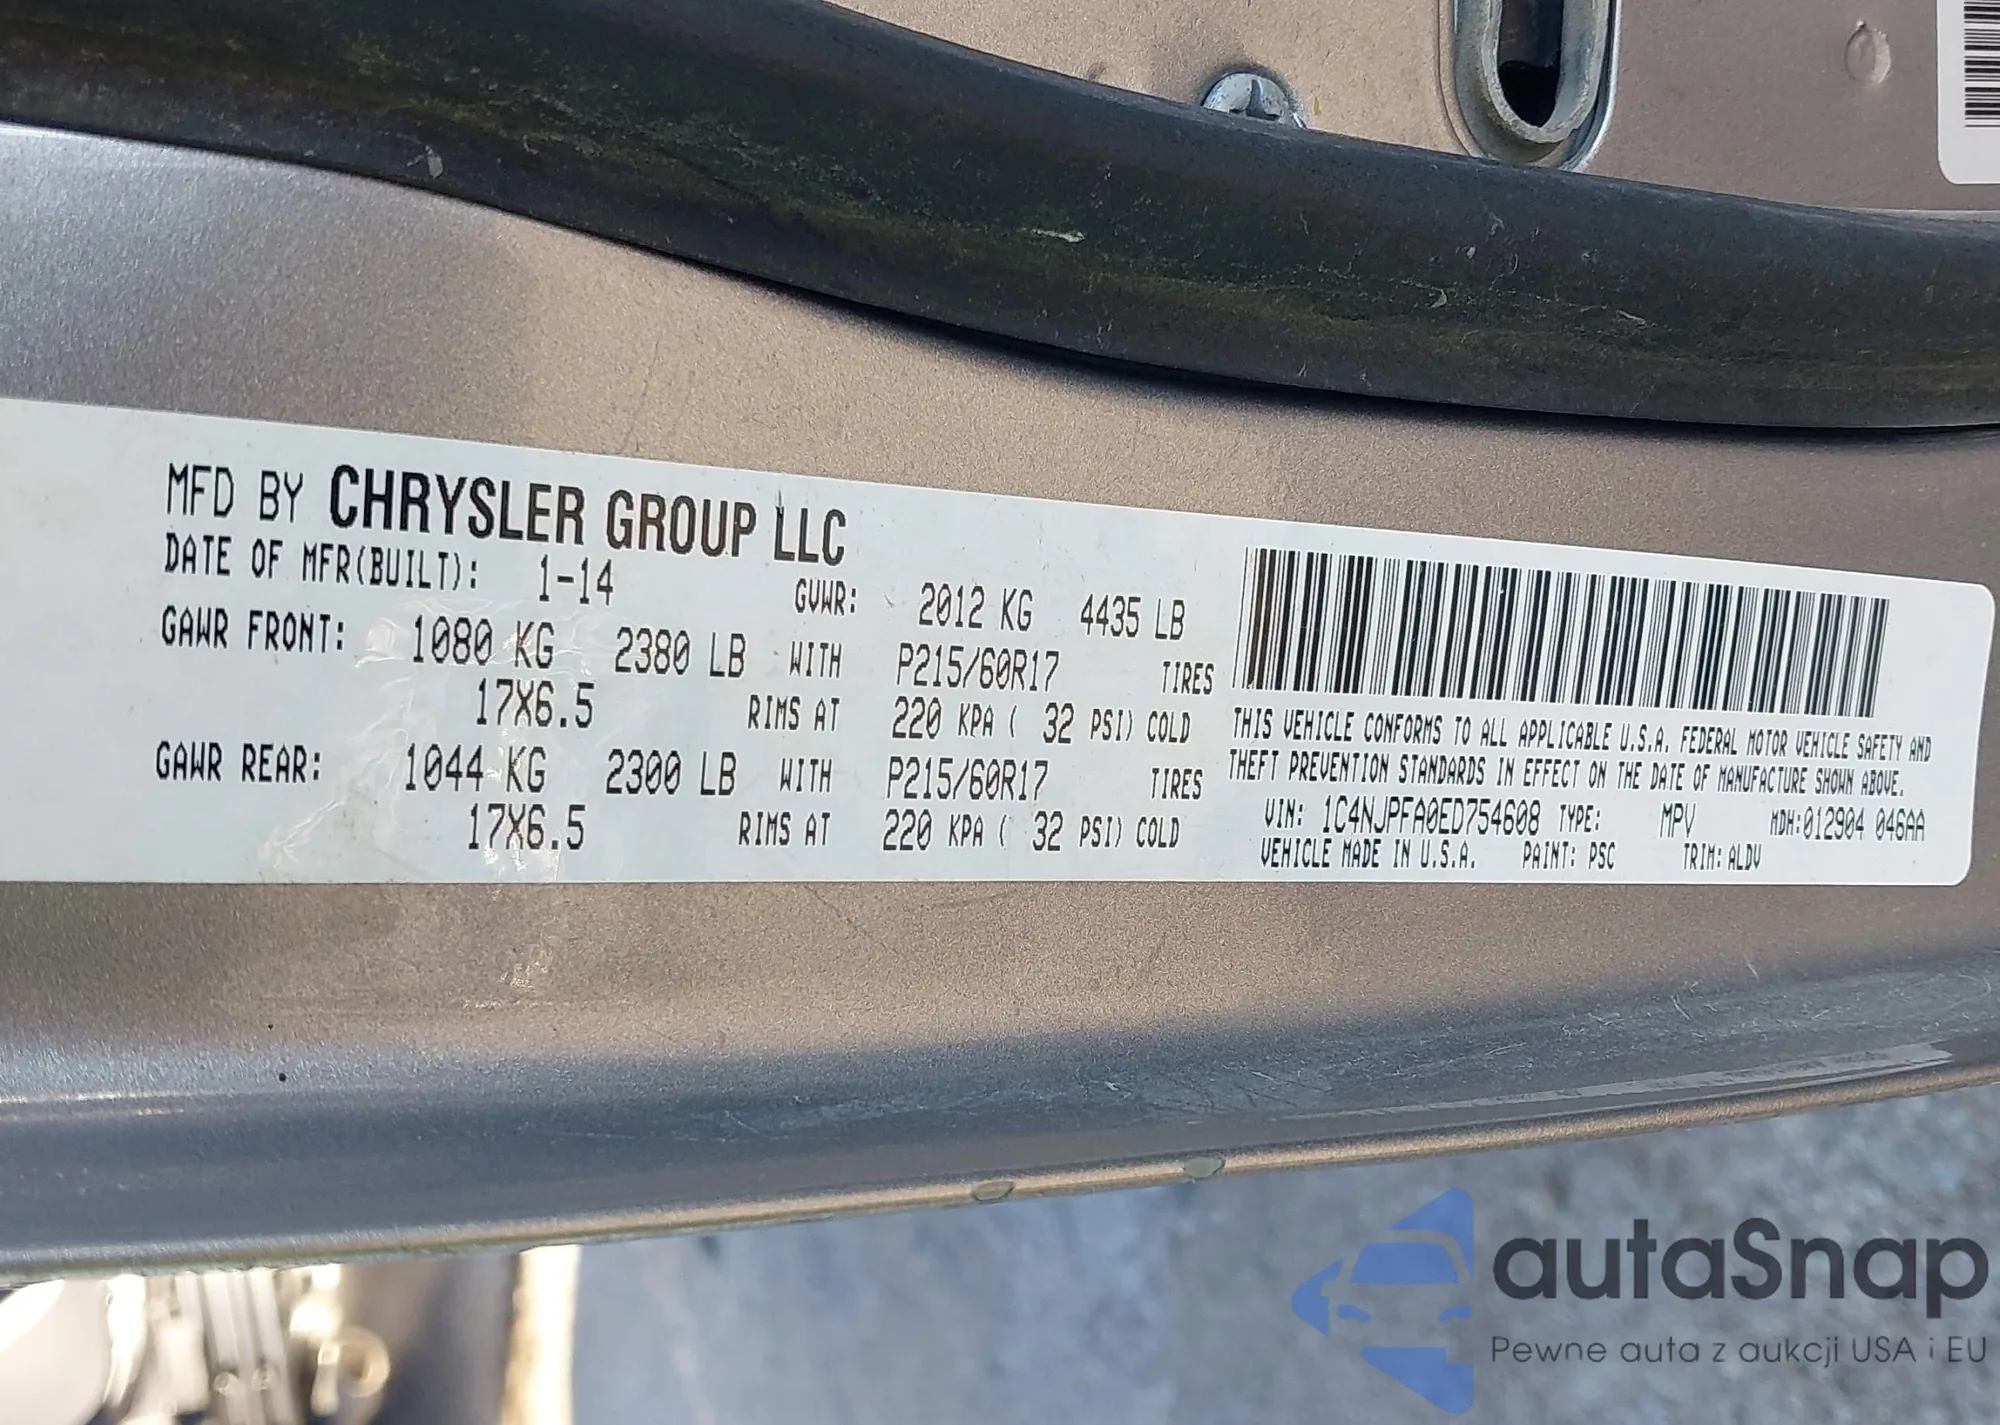 MFD BY CHRYSLER GROUP LLC
DATE OF MFR(BUILT): 1-14 GVWR: 2012 KG 4435 LB
GAWR FRONT: 1080 KG 2380 LB WITH P215/60R17 TIRES
17X6.5 RIMS AT 220 KPA ( 32 PSI) COLD
GAWR REAR: 1044 KG 2300 LB WITH P215/60R17 TIRES
17X6.5 RIMS AT 220 KPA ( 32 PSI) COLD
THIS VEHICLE CONFORMS TO ALL APPLICABLE U.S.A. FEDERAL MOTOR VEHICLE SAFETY AND
THEFT PREVENTION STANDARDS IN EFFECT ON THE DATE OF MANUFACTURE SHOWN ABOVE.
VIN: 1C4NJPFA0ED754608 TYPE: MPV MDH:012904 046AA
VEHICLE MADE IN U.S.A. PAINT: PSC TRIM: ALDV
autaSnap
Pewne auta z aukcji USA i EU